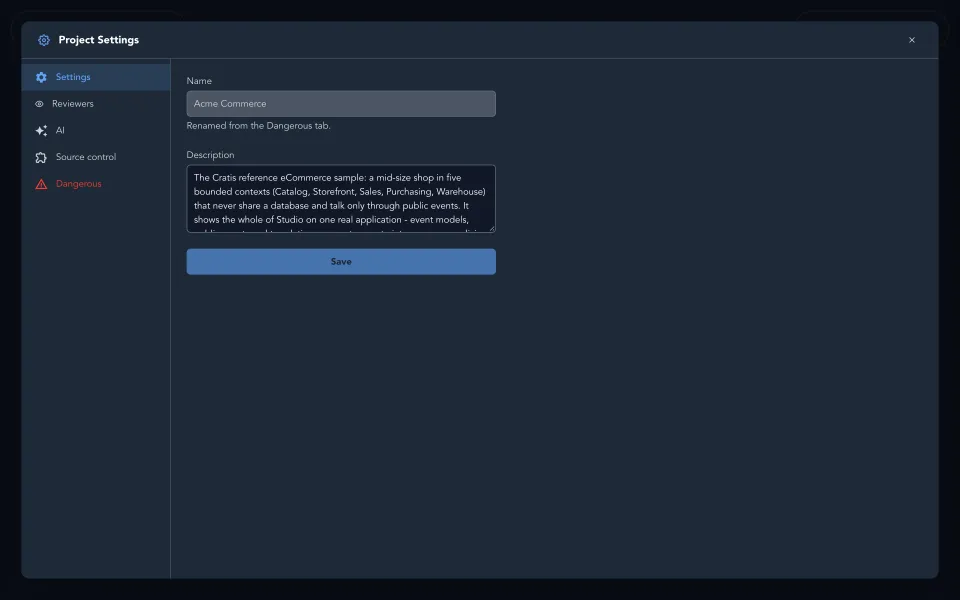 Project Settings
Settings
Reviewers
AI
Source control
Dangerous
Name
Acme Commerce
Renamed from the Dangerous tab.
Description
The Cratis reference eCommerce sample: a mid-size shop in five
bounded contexts (Catalog, Storefront, Sales, Purchasing, Warehouse)
that never share a database and talk only through public events. It
shows the whole of Studio on one real application - event models,
Save